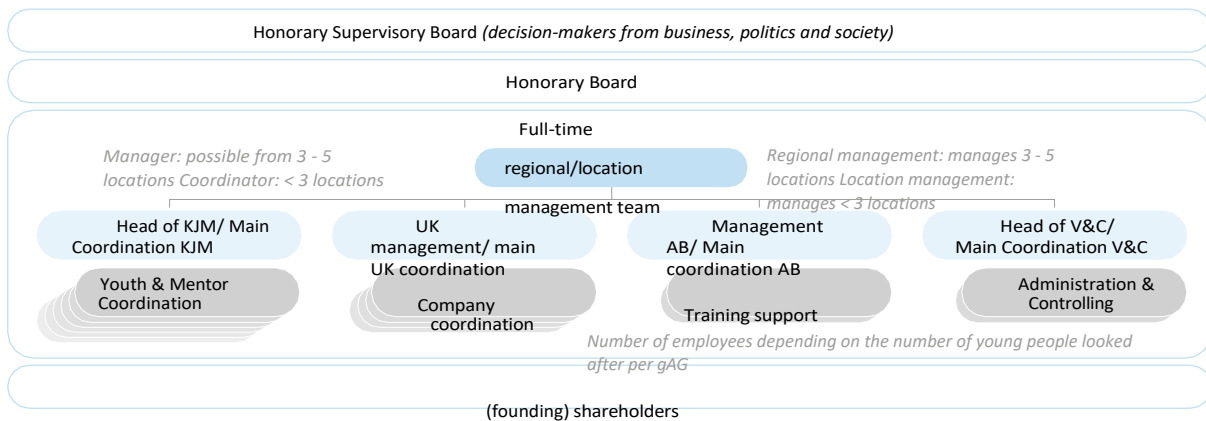 Honorary Supervisory Board (decision-makers from business, politics and society)
Honorary Board
Full-time
regional/location
management team
Manager: possible from 3 - 5
locations Coordinator: < 3 locations
Regional management: manages 3 - 5
locations Location management:
manages < 3 locations
Head of KJM/ Main
Coordination KJM
UK
management/ main
UK coordination
Management
AB/ Main
coordination AB
Head of V&C/
Main Coordination V&C
Youth & Mentor
Coordination
Company
coordination
Training support
Administration &
Controlling
Number of employees depending on the number of young people looked
after per gAG
(founding) shareholders